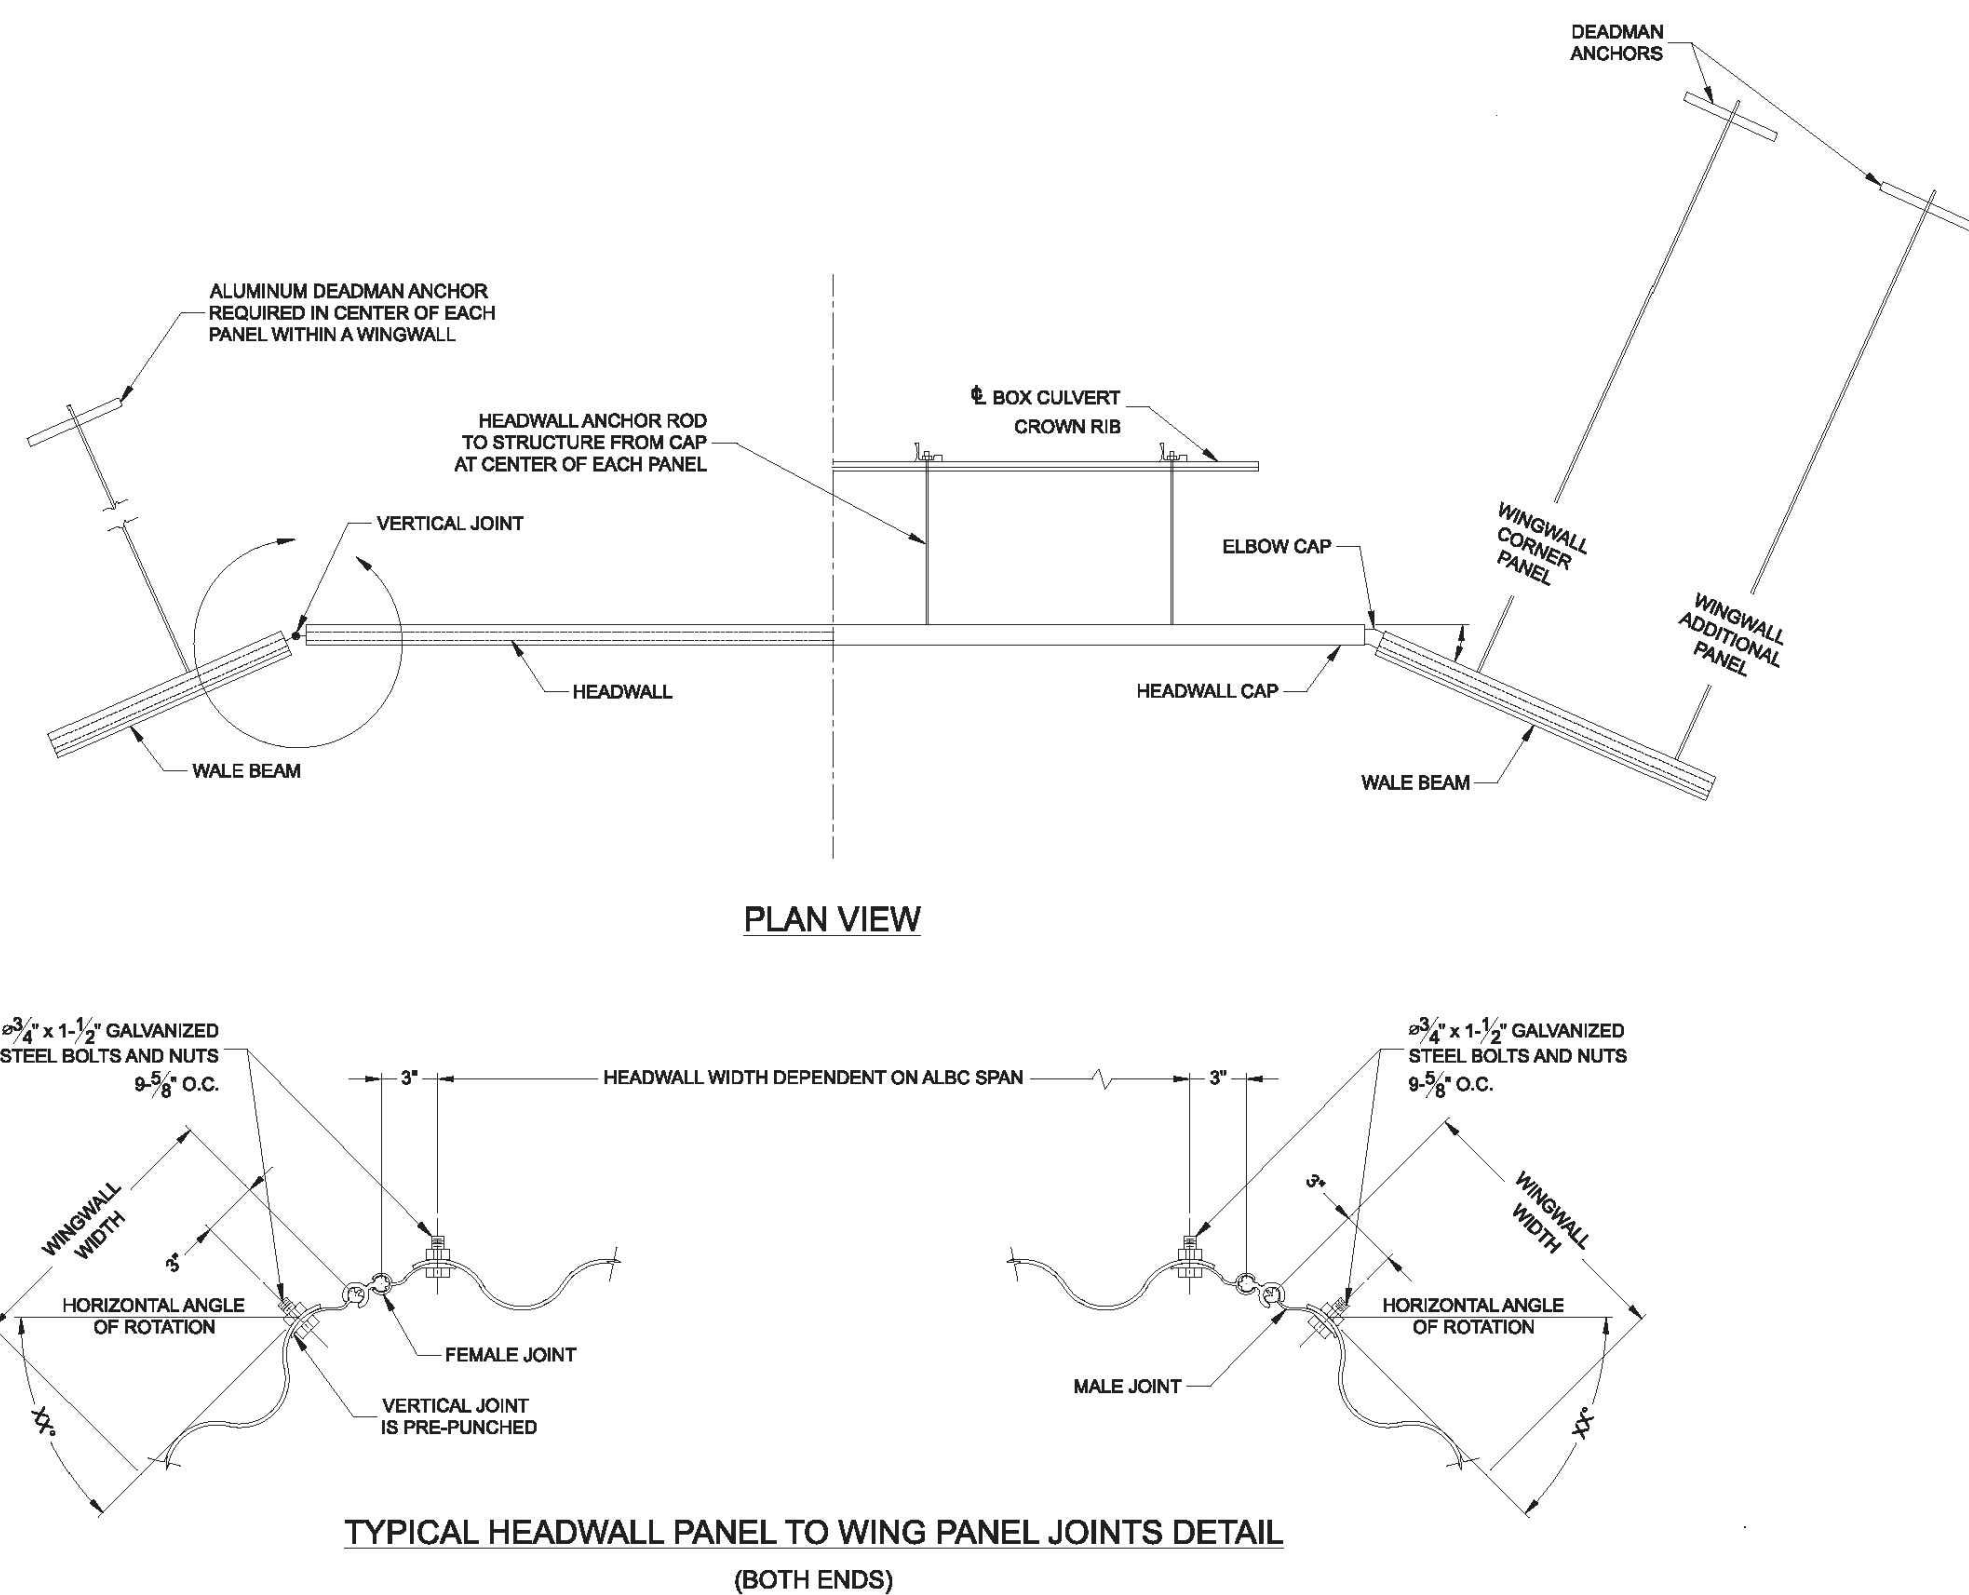 DEADMAN
ANCHORS
ALUMINUM DEADMAN ANCHOR
REQUIRED IN CENTER OF EACH
PANEL WITHIN A WINGWALL
HEADWALL ANCHOR ROD
TO STRUCTURE FROM CAP
AT CENTER OF EACH PANEL
℄ BOX CULVERT
CROWN RIB
VERTICAL JOINT
ELBOW CAP
WINGWALL
CORNER
PANEL
WINGWALL
ADDITIONAL
PANEL
HEADWALL
HEADWALL CAP
WALE BEAM
WALE BEAM
PLAN VIEW
⌀3/4" x 1-1/2" GALVANIZED
STEEL BOLTS AND NUTS
9-5/8" O.C.
3"
HEADWALL WIDTH DEPENDENT ON ALBC SPAN
3"
⌀3/4" x 1-1/2" GALVANIZED
STEEL BOLTS AND NUTS
9-5/8" O.C.
WINGWALL
WIDTH
3"
3"
WINGWALL
WIDTH
HORIZONTAL ANGLE
OF ROTATION
HORIZONTAL ANGLE
OF ROTATION
FEMALE JOINT
MALE JOINT
VERTICAL JOINT
IS PRE-PUNCHED
XX°
XX°
TYPICAL HEADWALL PANEL TO WING PANEL JOINTS DETAIL
(BOTH ENDS)